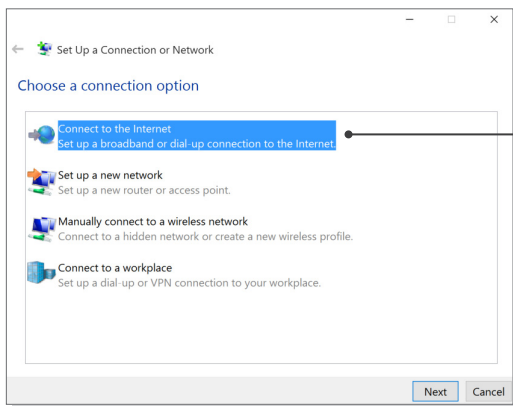 Set Up a Connection or Network
Choose a connection option
Connect to the Internet
Set up a broadband or dial-up connection to the Internet.
Set up a new network
Set up a new router or access point.
Manually connect to a wireless network
Connect to a hidden network or create a new wireless profile.
Connect to a workplace
Set up a dial-up or VPN connection to your workplace.
Next Cancel